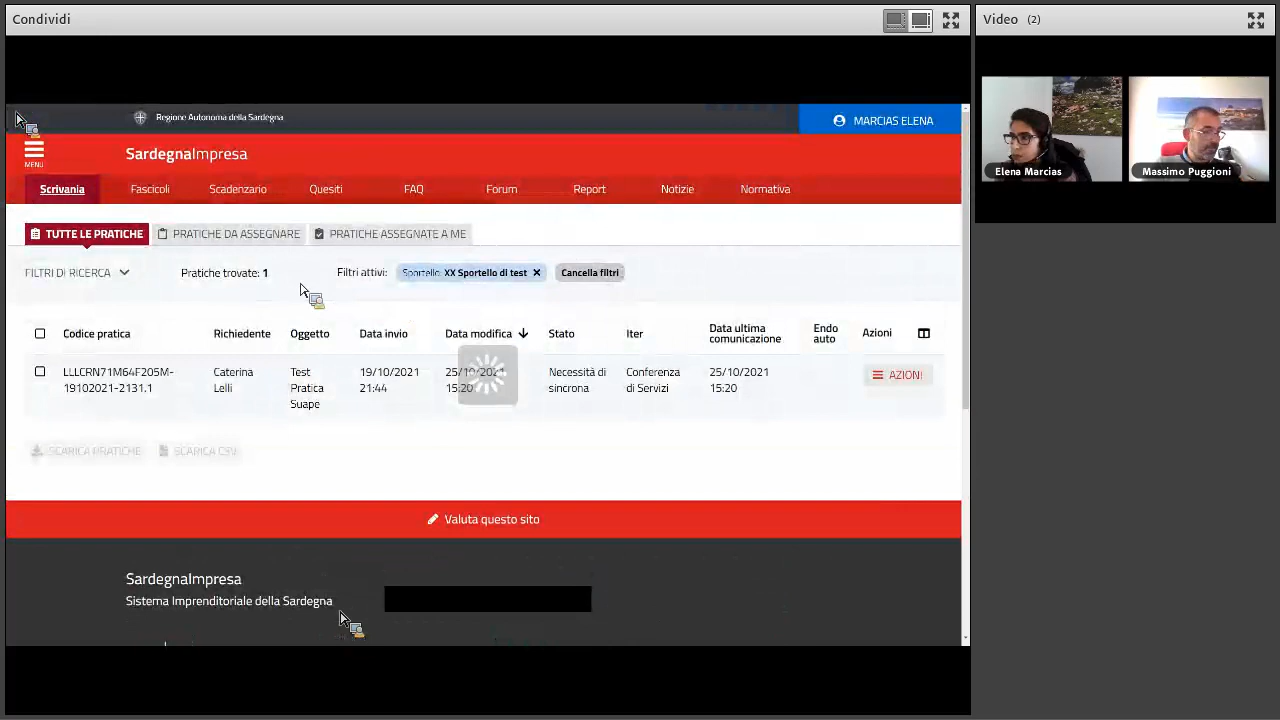 Condividi
Video (2)
Regione Autonoma della Sardegna
MARCIAS ELENA
MENU
SardegnaImpresa
Scrivania Fascicoli Scadenzario Quesiti FAQ Forum Report Notizie Normativa
TUTTE LE PRATICHE PRATICHE DA ASSEGNARE PRATICHE ASSEGNATE A ME
FILTRI DI RICERCA Pratiche trovate: 1 Filtri attivi: Sportello: XX Sportello di test × Cancella filtri
Codice pratica
Richiedente
Oggetto
Data invio
Data modifica
Stato
Iter
Data ultima
comunicazione
Endo
auto
Azioni
LLLCRN71M64F205M-
19102021-2131.1
Caterina
Lelli
Test
Pratica
Suape
19/10/2021
21:44
25/10/2021
15:20
Necessità di
sincrona
Conferenza
di Servizi
25/10/2021
15:20
AZIONI
SCARICA PRATICHE SCARICA CSV
Valuta questo sito
SardegnaImpresa
Sistema Imprenditoriale della Sardegna
Elena Marcias
Massimo Puggioni